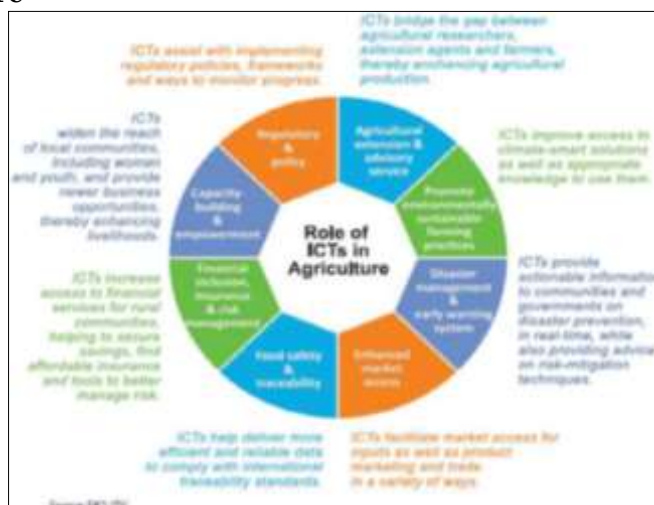 ICTs bridge the gap between
agricultural researchers,
extension agents and farmers,
thereby enchancing agricultural
production.
ICTs assist with implementing
regulatory policies, frameworks
and ways to monitor progress.
Regulatory
&
policy
Agricultural
extension &
advisory
service
ICTs
widen the reach
of local communities,
including women
and youth, and provide
newer business
opportunities,
thereby enhancing
livelihoods.
ICTs improve access to
climate-smart solutions
as well as appropriate
knowledge to use them.
Capacity-
building &
empowerment
Promote
environmentally
sustainable
farming
practices
Role of
ICTs in
Agriculture
Financial inclusion,
insurance
& risk
management
Disaster
management
&
early warning
system
ICTs increase
access to financial
services for rural
communities,
helping to secure
savings, find
affordable insurance
and tools to better
manage risk.
ICTs provide
actionable information
to communities and
governments on
disaster prevention,
in real-time, while
also providing advice
on risk-mitigation
techniques.
Food safety
&
traceability
Enhanced
market
access
ICTs help deliver more
efficient and reliable data
to comply with international
traceability standards.
ICTs facilitate market access for
inputs as well as product
marketing and trade
in a variety of ways.